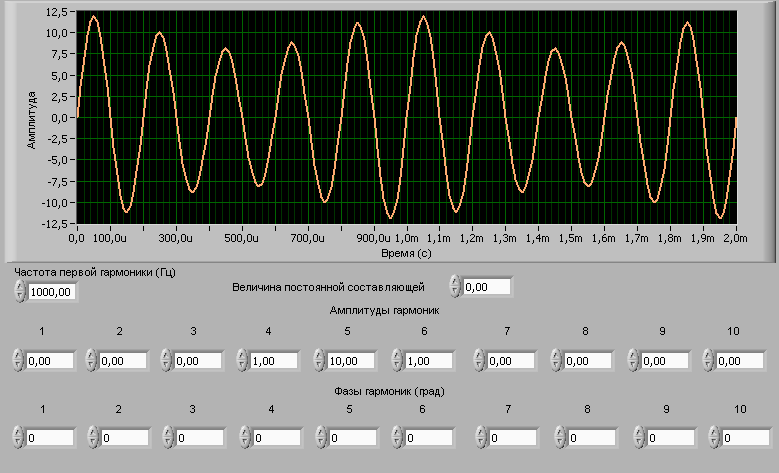 12,5
10,0
7,5
5,0
2,5
0,0
-2,5
-5,0
-7,5
-10,0
-12,5
Амплитуда
0,0 100,0u 300,0u 500,0u 700,0u 900,0u 1,0m 1,1m 1,2m 1,3m 1,4m 1,5m 1,6m 1,7m 1,8m 1,9m 2,0m
Время (с)
Частота первой гармоники (Гц)
1000,00
Величина постоянной составляющей 0,00
Амплитуды гармоник
1 2 3 4 5 6 7 8 9 10
0,00 0,00 0,00 1,00 10,00 1,00 0,00 0,00 0,00 0,00
Фазы гармоник (град)
1 2 3 4 5 6 7 8 9 10
0 0 0 0 0 0 0 0 0 0